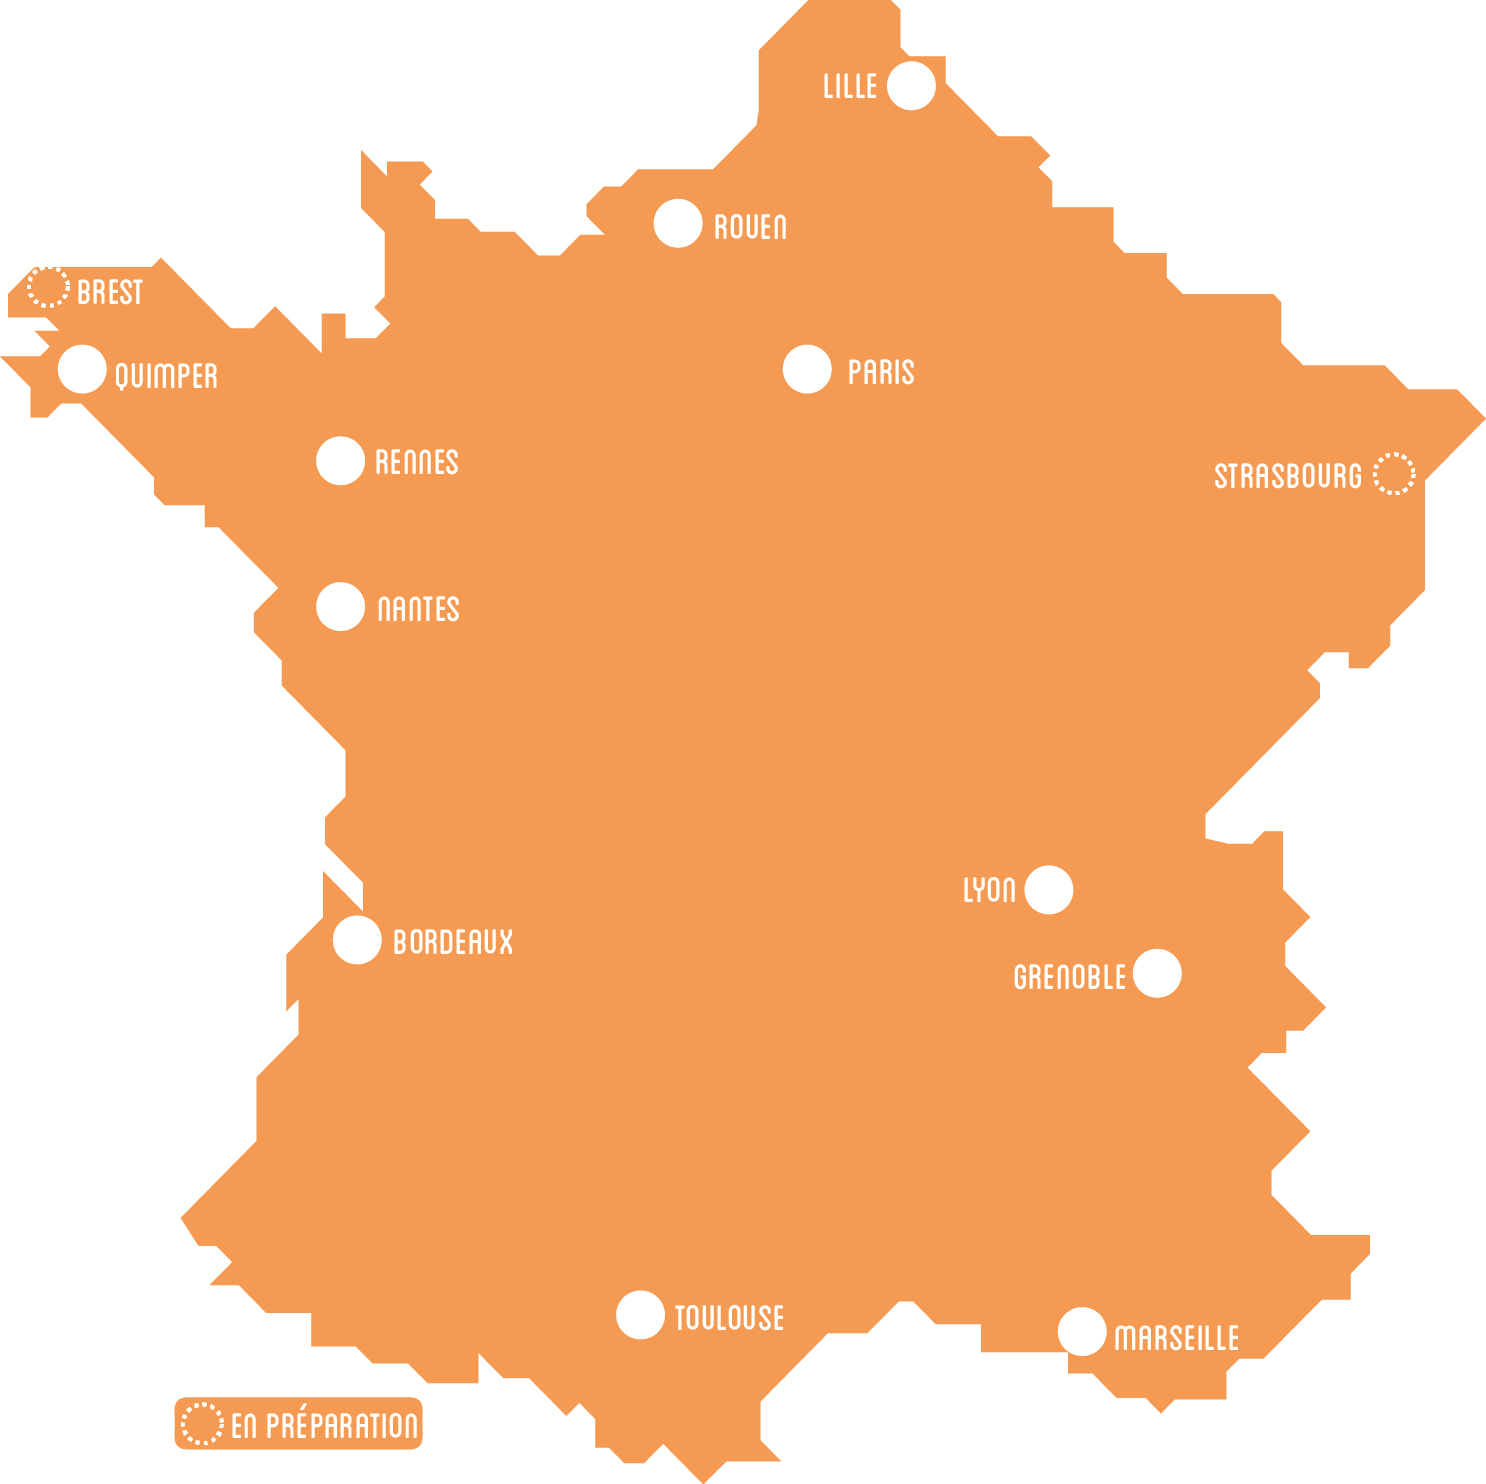 LILLE
ROUEN
BREST
QUIMPER
PARIS
RENNES
STRASBOURG
NANTES
LYON
BORDEAUX
GRENOBLE
TOULOUSE
MARSEILLE
EN PRÉPARATION